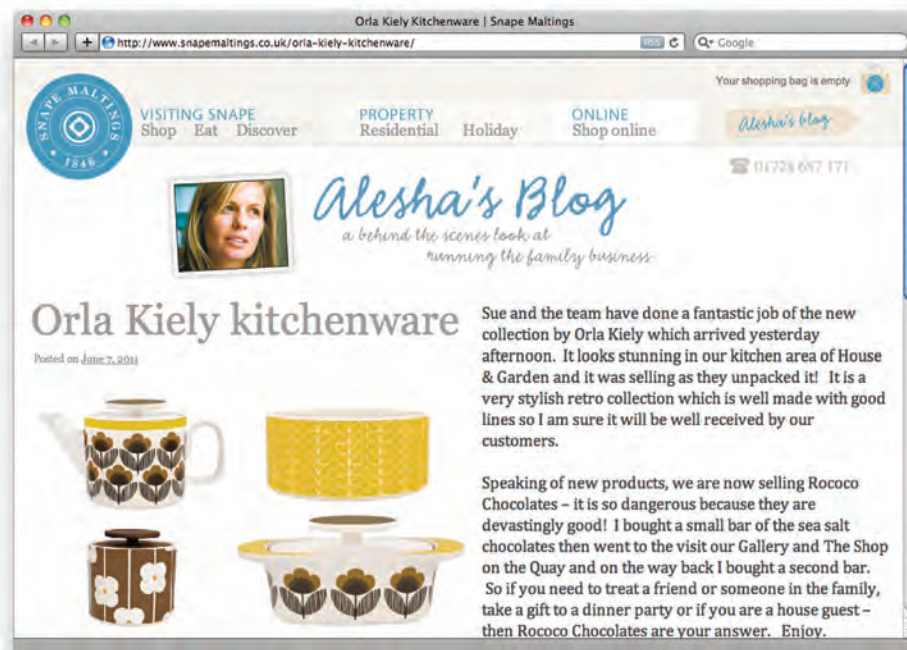 Orla Kiely Kitchenware | Snape Maltings
+ http://www.snapemaltings.co.uk/orla-kiely-kitchenware/ RSS Google
Your shopping bag is empty
SNAPE MALTINGS
1846
VISITING SNAPE PROPERTY ONLINE
Shop Eat Discover Residential Holiday Shop online
Alesha's blog
01728 687 171
Alesha's Blog
a behind the scenes look at
running the family business
Orla Kiely kitchenware
Posted on June 7, 2011
Sue and the team have done a fantastic job of the new
collection by Orla Kiely which arrived yesterday
afternoon. It looks stunning in our kitchen area of House
& Garden and it was selling as they unpacked it! It is a
very stylish retro collection which is well made with good
lines so I am sure it will be well received by our
customers.
Speaking of new products, we are now selling Rococo
Chocolates – it is so dangerous because they are
devastingly good! I bought a small bar of the sea salt
chocolates then went to the visit our Gallery and The Shop
on the Quay and on the way back I bought a second bar.
So if you need to treat a friend or someone in the family,
take a gift to a dinner party or if you are a house guest –
then Rococo Chocolates are your answer. Enjoy.